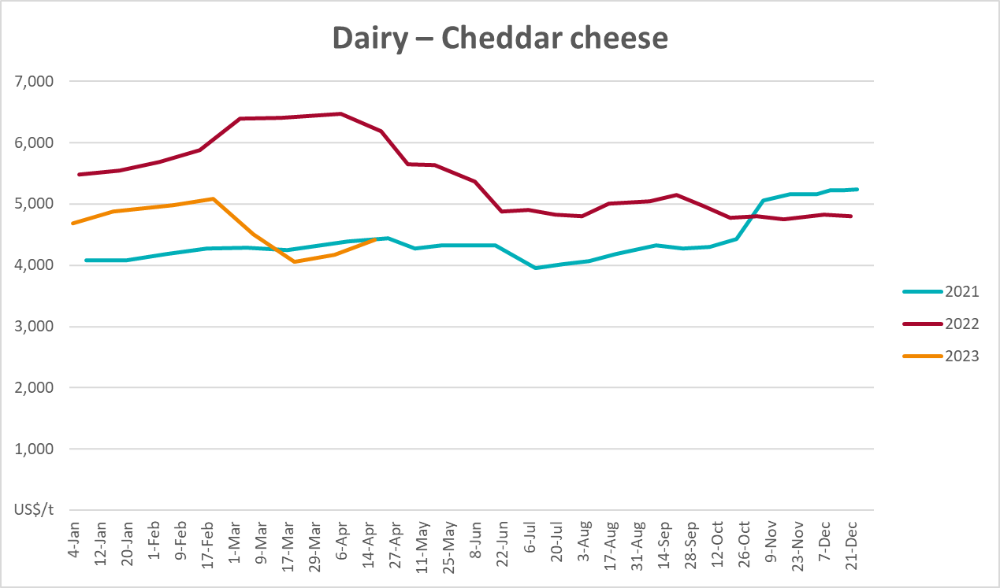 Dairy – Cheddar cheese
7,000
6,000
5,000
4,000
3,000
2,000
1,000
US$/t
4-Jan
12-Jan
20-Jan
1-Feb
9-Feb
17-Feb
1-Mar
9-Mar
17-Mar
29-Mar
6-Apr
14-Apr
27-Apr
11-May
25-May
8-Jun
22-Jun
6-Jul
20-Jul
3-Aug
17-Aug
31-Aug
14-Sep
28-Sep
12-Oct
26-Oct
9-Nov
23-Nov
7-Dec
21-Dec
2021
2022
2023